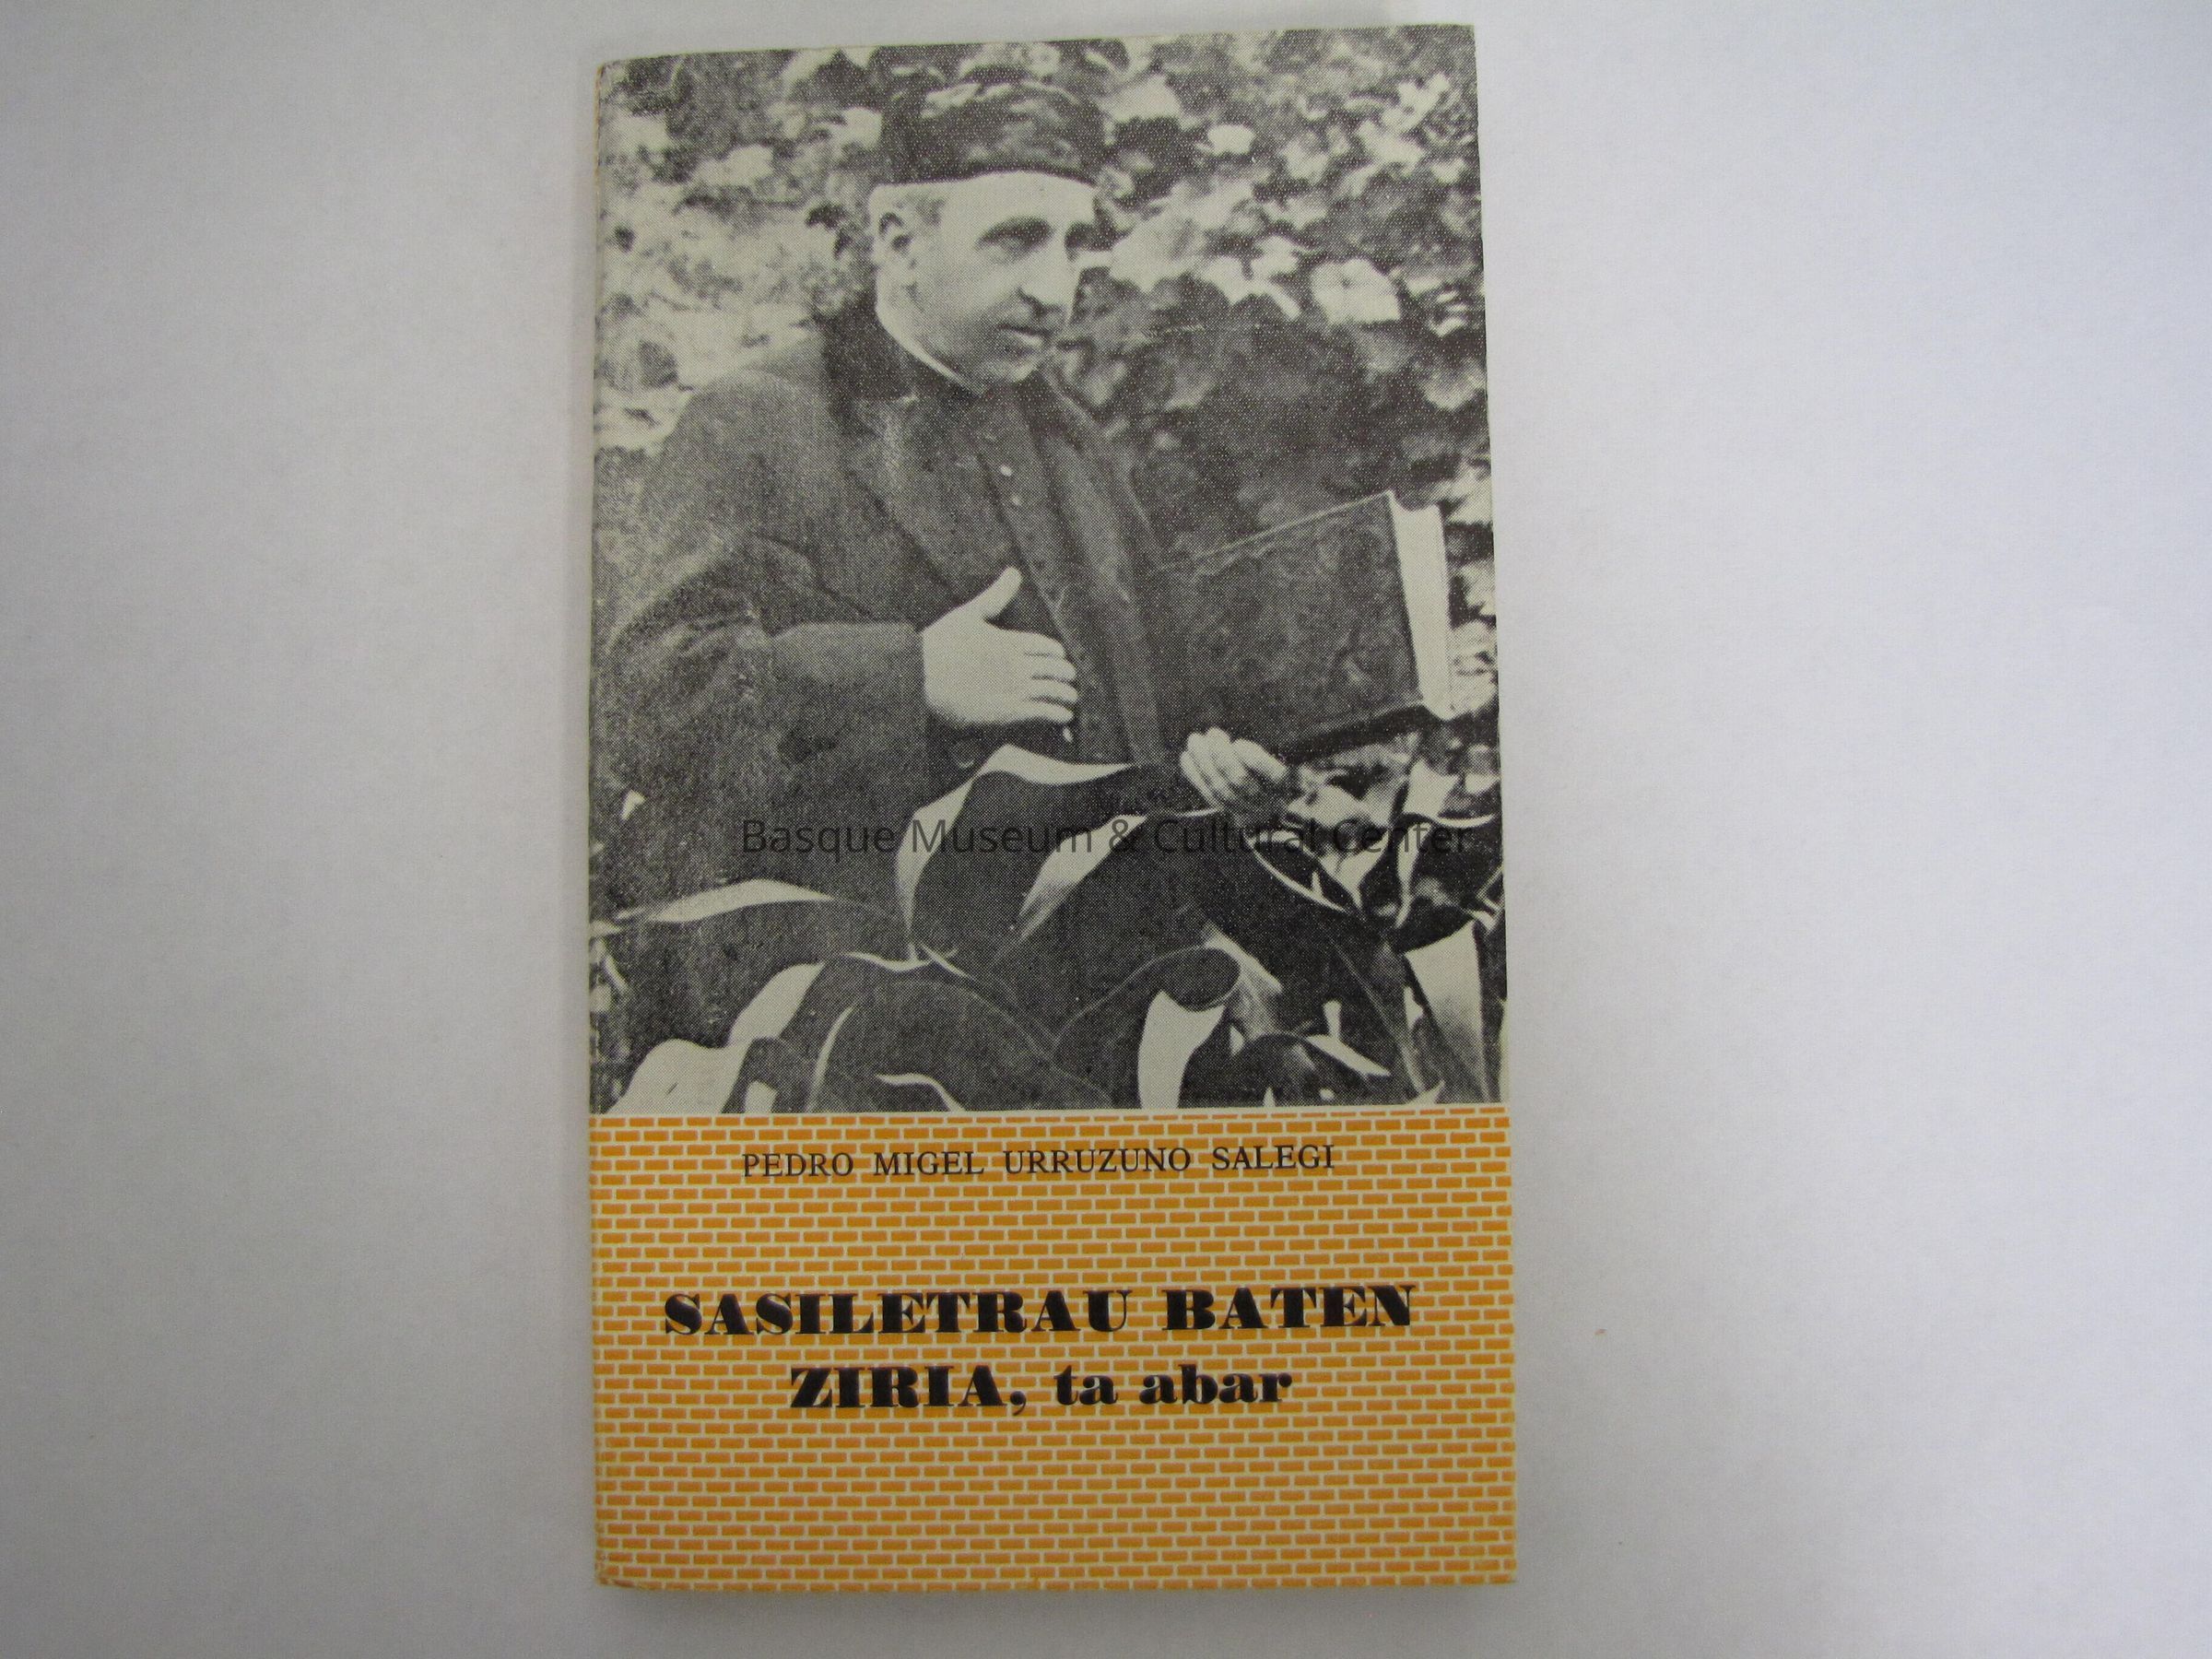 Basque Museum & Cultural Center
PEDRO MIGEL URRUZUNO SALEGI
SASILETRAU BATEN
ZIRIA, ta abar